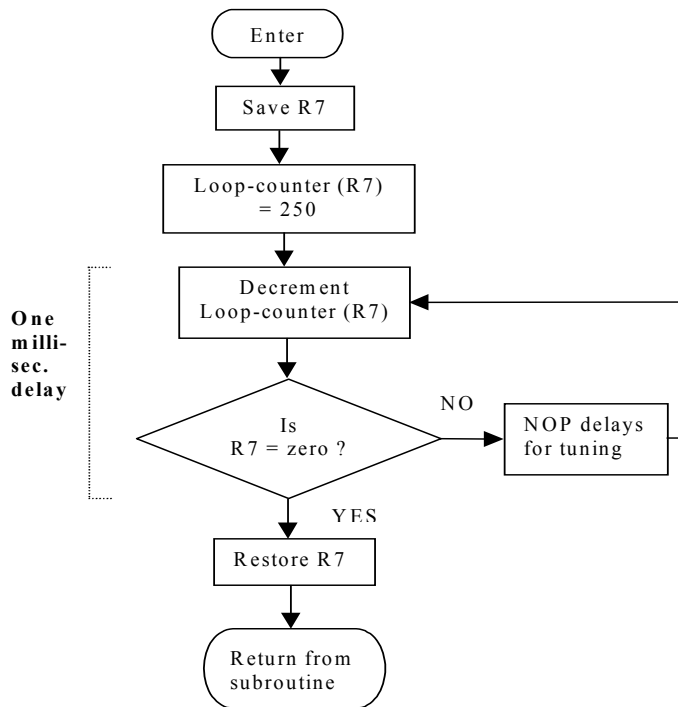 Enter
Save R7
Loop-counter (R7)
= 250
Decrement
Loop-counter (R7)
One
milli-
sec.
delay
Is
R7 = zero ?
NO
NOP delays
for tuning
YES
Restore R7
Return from
subroutine